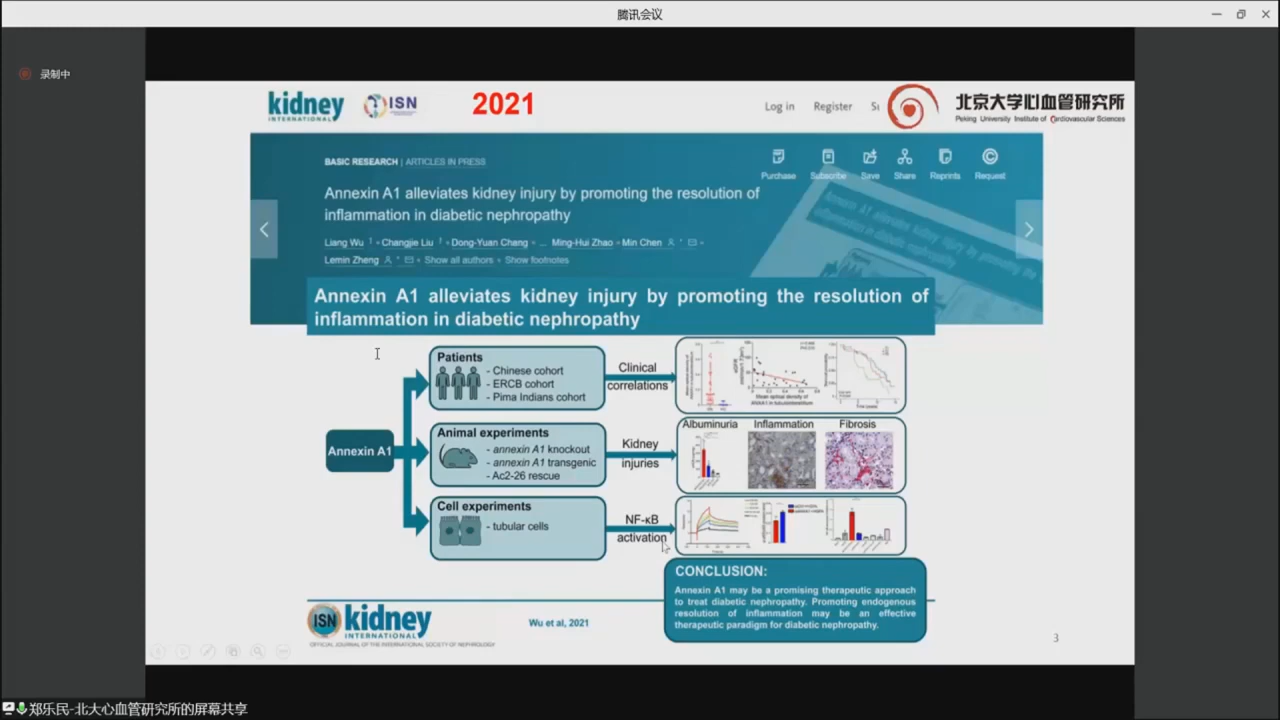 腾讯会议
录制中
kidney
INTERNATIONAL
ISN
2021
Log in Register
北京大学心血管研究所
Peking University Institute of Cardiovascular Sciences
BASIC RESEARCH | ARTICLES IN PRESS
Purchase Subscribe Save Share Reprints Request
Annexin A1 alleviates kidney injury by promoting the resolution of
inflammation in diabetic nephropathy
Liang Wu • Changjie Liu • Dong-Yuan Chang • ... Ming-Hui Zhao • Min Chen
Lemin Zheng • Show all authors • Show footnotes
Annexin A1 alleviates kidney injury by promoting the resolution of
inflammation in diabetic nephropathy
Annexin A1
Patients
- Chinese cohort
- ERCB cohort
- Pima Indians cohort
Clinical
correlations
Animal experiments
- annexin A1 knockout
- annexin A1 transgenic
- Ac2-26 rescue
Kidney
injuries
Albuminuria Inflammation Fibrosis
Cell experiments
- tubular cells
NF-κB
activation
CONCLUSION:
Annexin A1 may be a promising therapeutic approach
to treat diabetic nephropathy. Promoting endogenous
resolution of inflammation may be an effective
therapeutic paradigm for diabetic nephropathy.
ISN
kidney
INTERNATIONAL
OFFICIAL JOURNAL OF THE INTERNATIONAL SOCIETY OF NEPHROLOGY
Wu et al, 2021
3
郑乐民-北大心血管研究所的屏幕共享